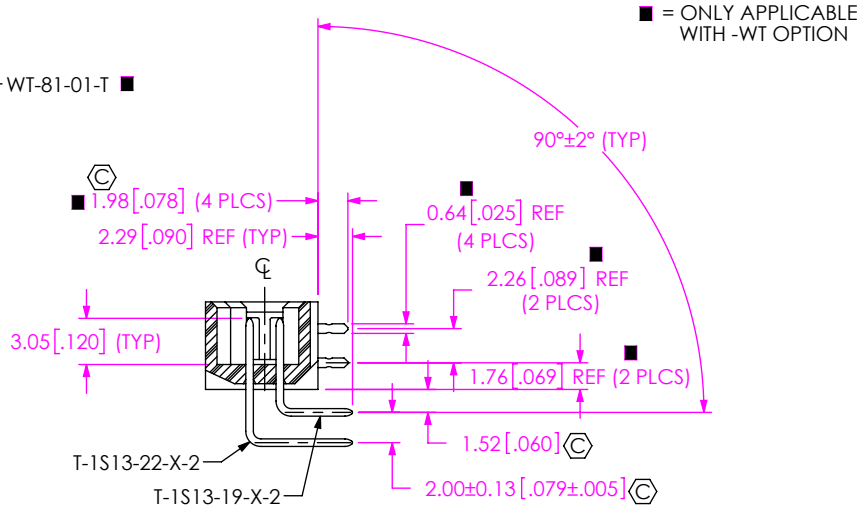 ■ = ONLY APPLICABLE
WITH -WT OPTION
WT-81-01-T ■
90°±2° (TYP)
C
■ 1.98[.078] (4 PLCS)
2.29[.090] REF (TYP)
■
0.64[.025] REF
(4 PLCS)
■
2.26[.089] REF
(2 PLCS)
℄
3.05[.120] (TYP)
■
1.76[.069] REF (2 PLCS)
1.52[.060] C
T-1S13-22-X-2
T-1S13-19-X-2
2.00±0.13[.079±.005] C